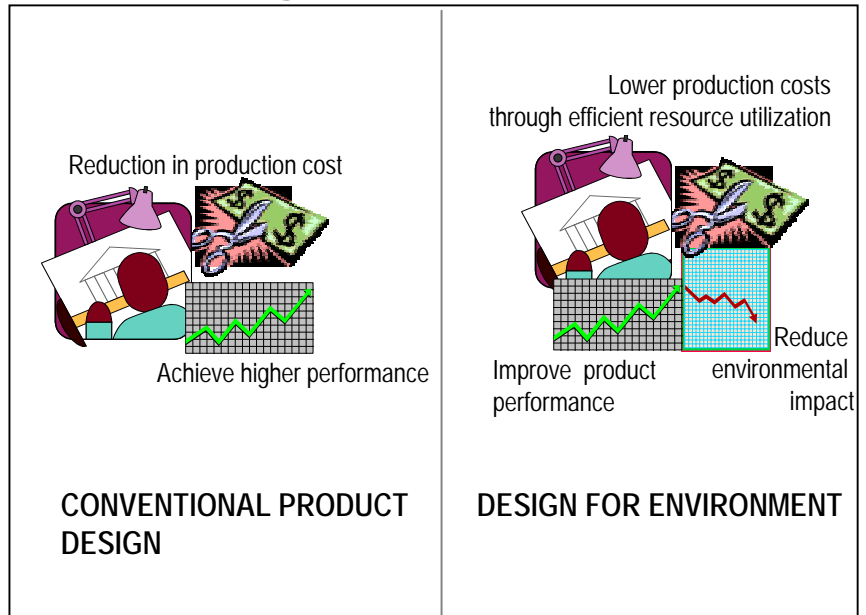 Reduction in production cost
Achieve higher performance
CONVENTIONAL PRODUCT
DESIGN
Lower production costs
through efficient resource utilization
Improve product
performance
Reduce
environmental
impact
DESIGN FOR ENVIRONMENT